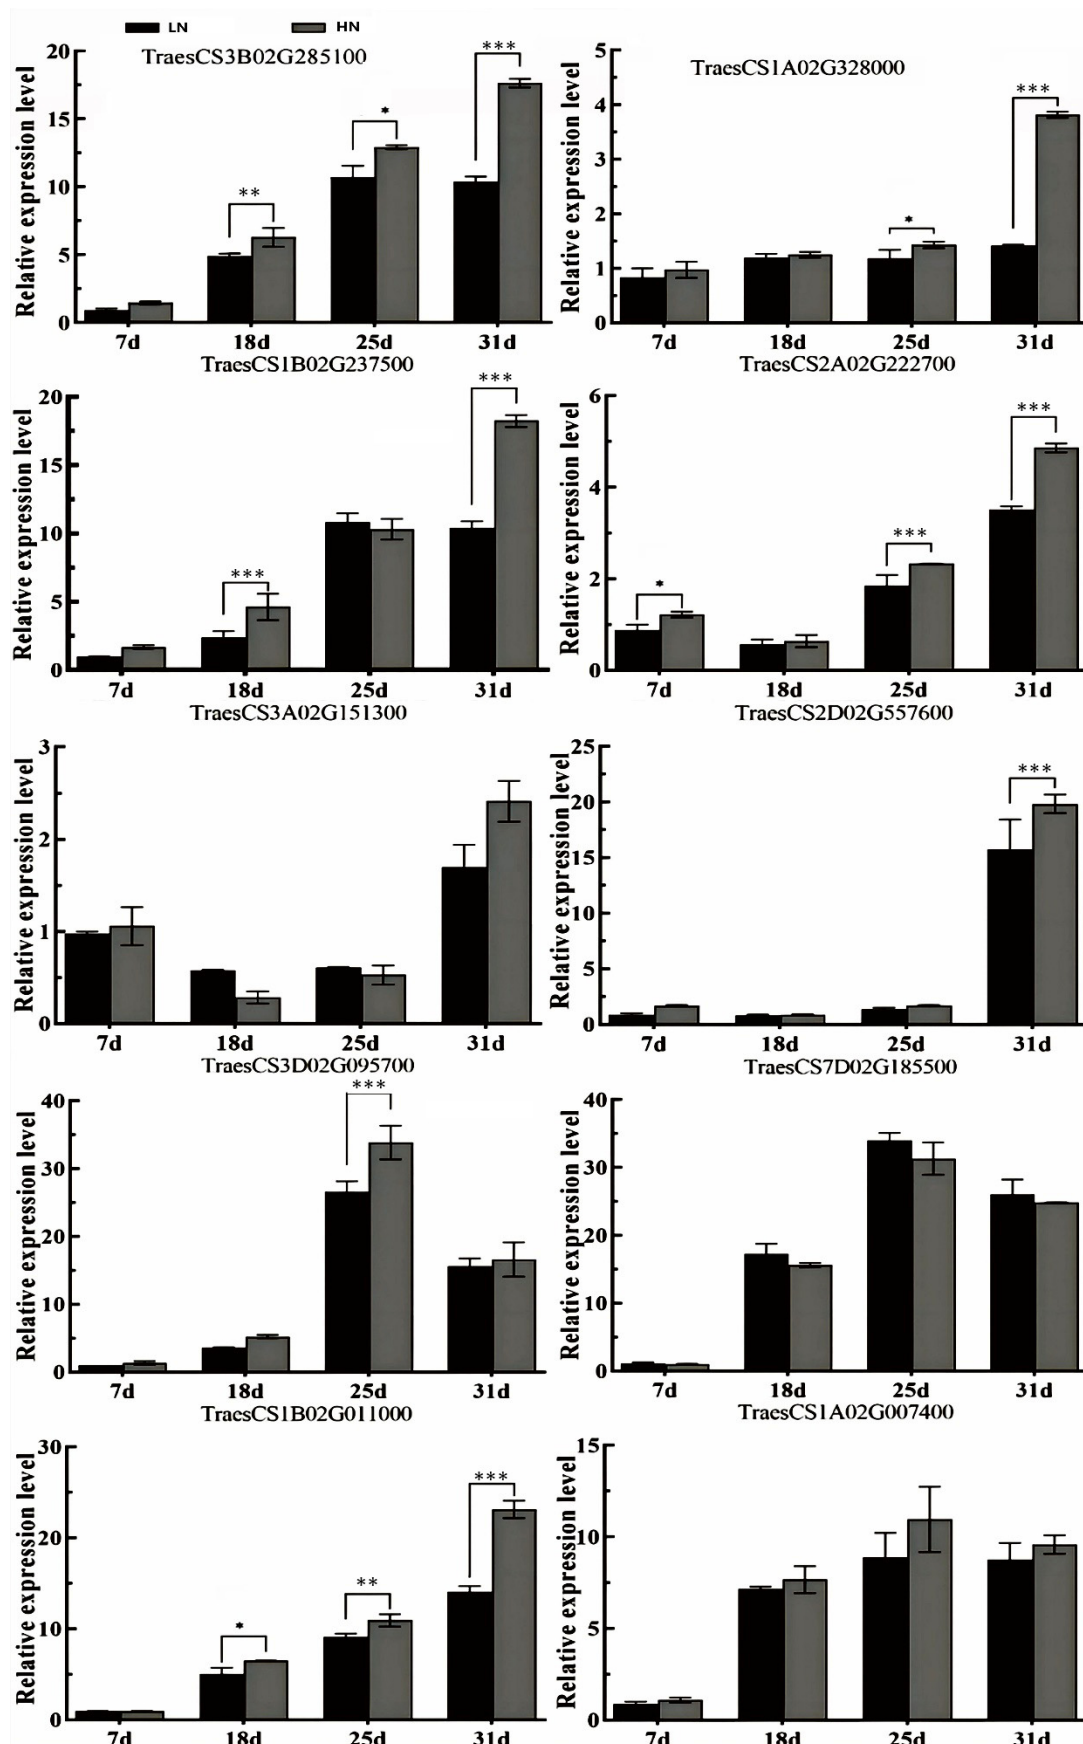 LN HN
TraesCS3B02G285100
Relative expression level
20
15
10
5
0
*** 
* 
**
7d 18d 25d 31d
TraesCS1A02G328000
Relative expression level
5
4
3
2
1
0
***
*
7d 18d 25d 31d
TraesCS1B02G237500
Relative expression level
20
15
10
5
0
***
***
7d 18d 25d 31d
TraesCS2A02G222700
Relative expression level
6
4
2
0
***
***
*
7d 18d 25d 31d
TraesCS3A02G151300
Relative expression level
3
2
1
0
7d 18d 25d 31d
TraesCS2D02G557600
Relative expression level
25
20
15
10
5
0
***
7d 18d 25d 31d
TraesCS3D02G095700
Relative expression level
40
30
20
10
0
***
7d 18d 25d 31d
TraesCS7D02G185500
Relative expression level
40
30
20
10
0
7d 18d 25d 31d
TraesCS1B02G011000
Relative expression level
30
20
10
0
***
**
*
7d 18d 25d 31d
TraesCS1A02G007400
Relative expression level
15
10
5
0
7d 18d 25d 31d